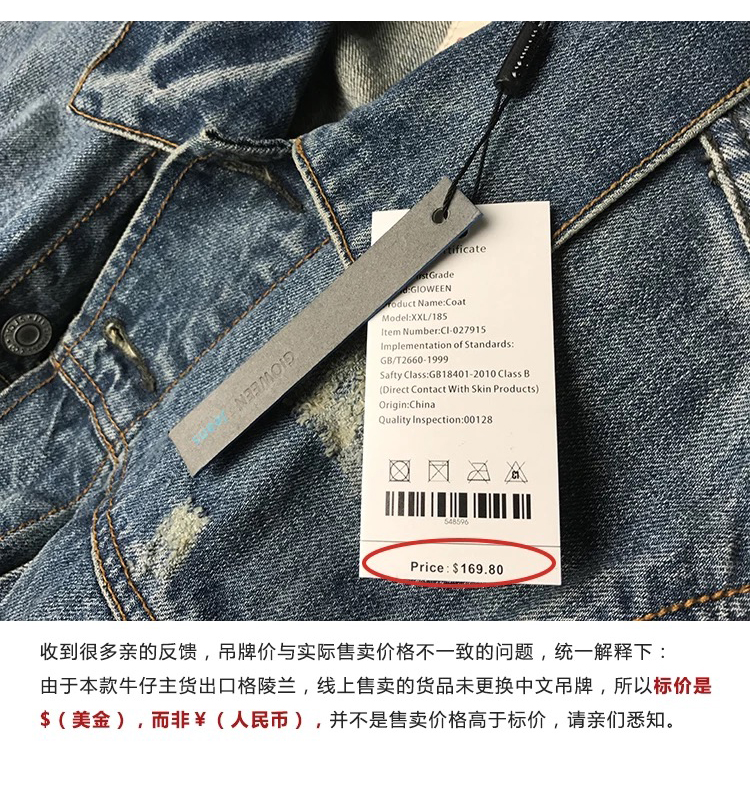 GIOWEEN
GIOWEEN
Product Name:Coat
Model:XXL/185
Item Number:CI-027915
Implementation of Standards:
GB/T2660-1999
Safty Class:GB18401-2010 Class B
(Direct Contact With Skin Products)
Origin:China
Quality Inspection:00128
548596
Price:$169.80
收到很多亲的反馈，吊牌价与实际售卖价格不一致的问题，统一解释下：
由于本款牛仔主货出口格陵兰，线上售卖的货品未更换中文吊牌，所以标价是
$（美金），而非￥（人民币），并不是售卖价格高于标价，请亲们悉知。